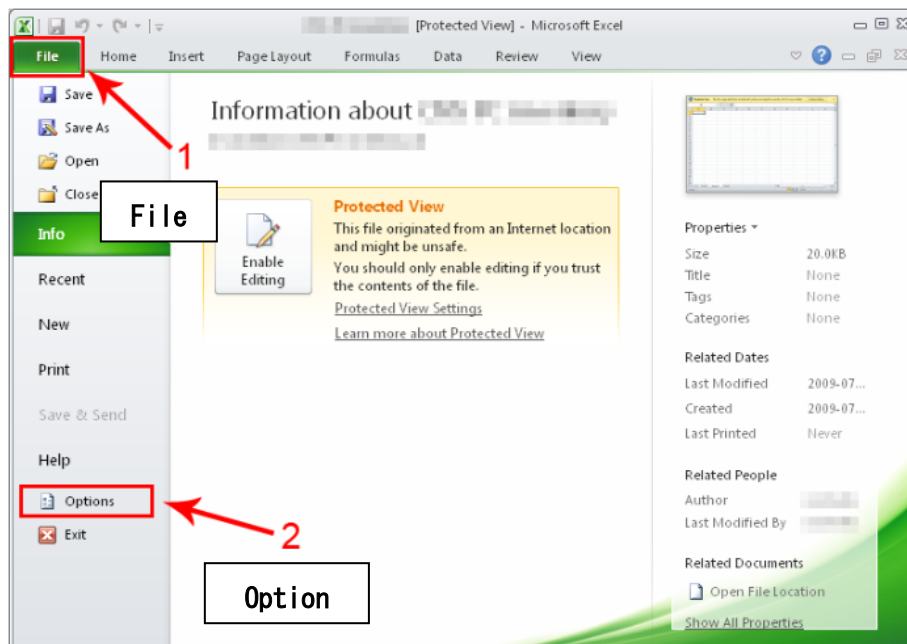 [Protected View] - Microsoft Excel
File Home Insert Page Layout Formulas Data Review View
Save
Save As
Open
Close
Info
Recent
New
Print
Save & Send
Help
Options
Exit
1
File
2
Option
Information about
Enable
Editing
Protected View
This file originated from an Internet location
and might be unsafe.
You should only enable editing if you trust
the contents of the file.
Protected View Settings
Learn more about Protected View
Properties
Size 20.0KB
Title None
Tags None
Categories None
Related Dates
Last Modified 2009-07...
Created 2009-07...
Last Printed Never
Related People
Author
Last Modified By
Related Documents
Open File Location
Show All Properties